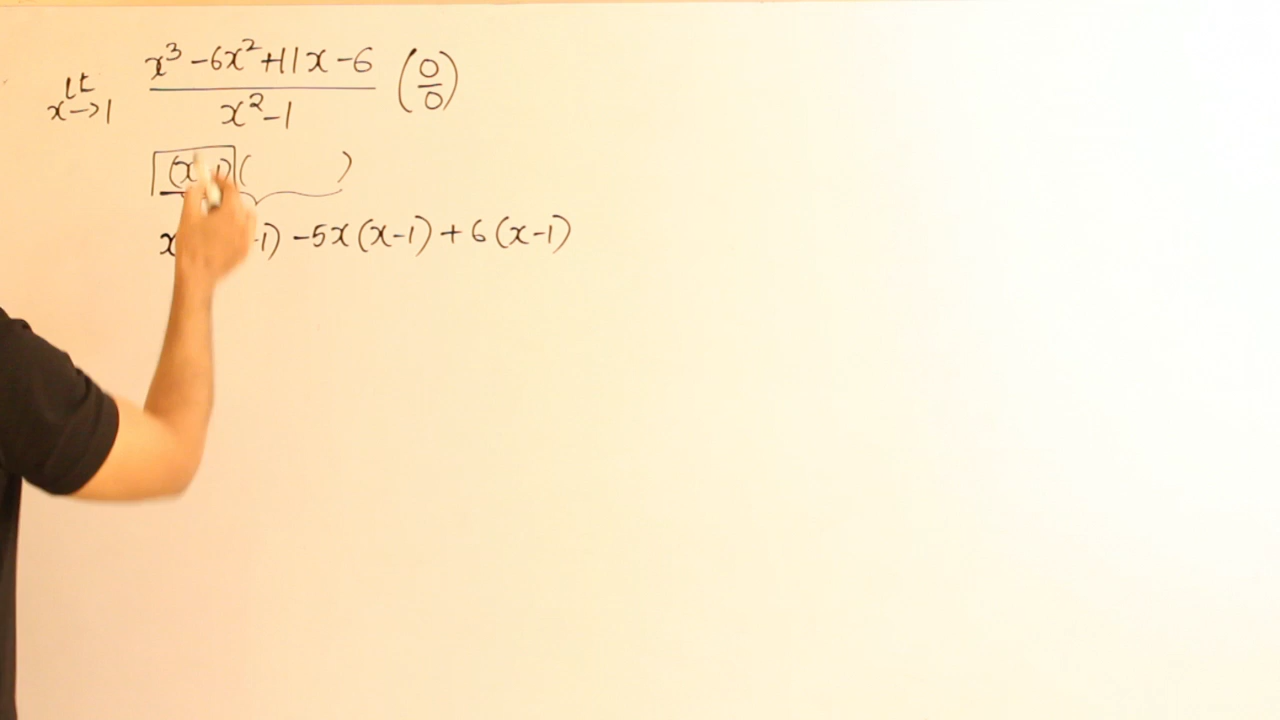 lt x→1 x³ -6x²+11x -6 / x²-1 (0/0)
(x-1)( )
x -1) -5x(x-1) + 6(x-1)